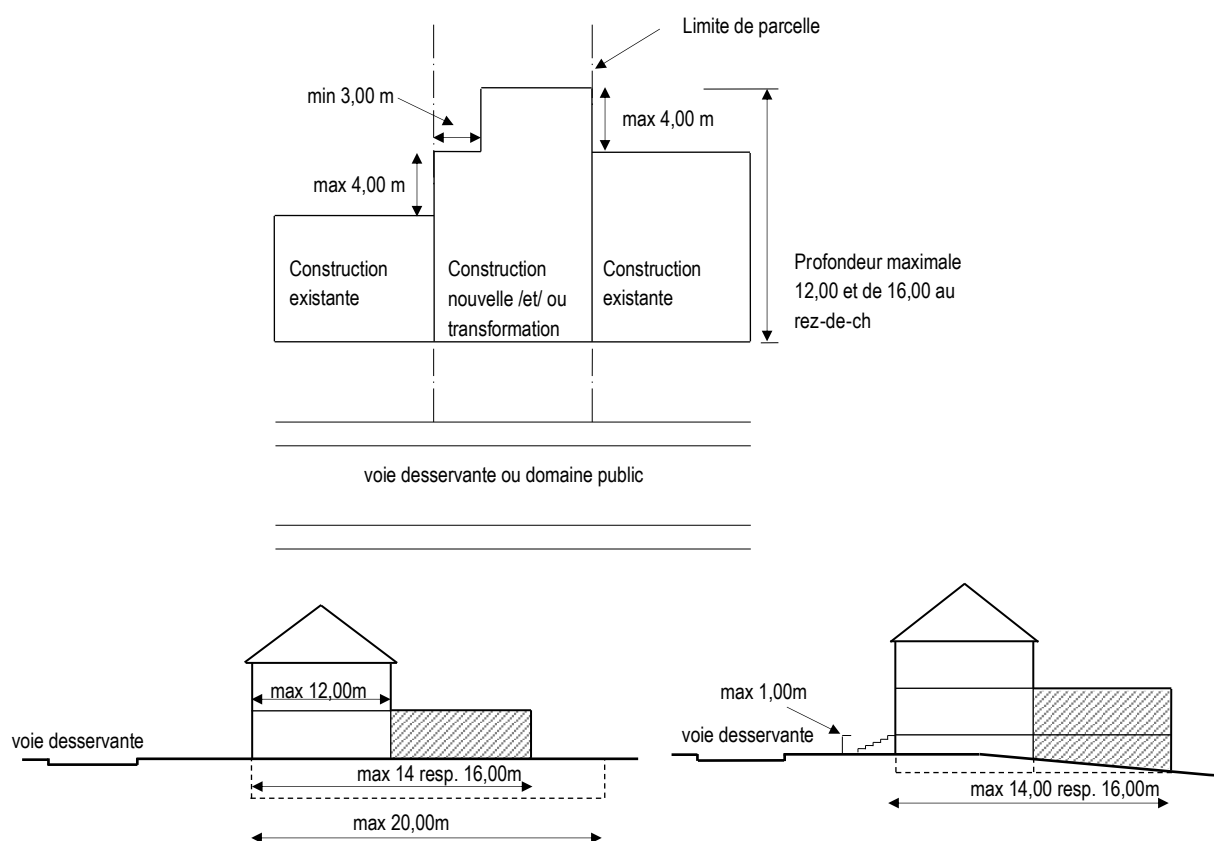 Limite de parcelle
min 3,00 m
max 4,00 m
max 4,00 m
Construction
existante
Construction
nouvelle /et/ ou
transformation
Construction
existante
Profondeur maximale
12,00 et de 16,00 au
rez-de-ch
voie desservante ou domaine public
max 12,00m
voie desservante
max 14 resp. 16,00m
max 20,00m
max 1,00m
voie desservante
max 14,00 resp. 16,00m